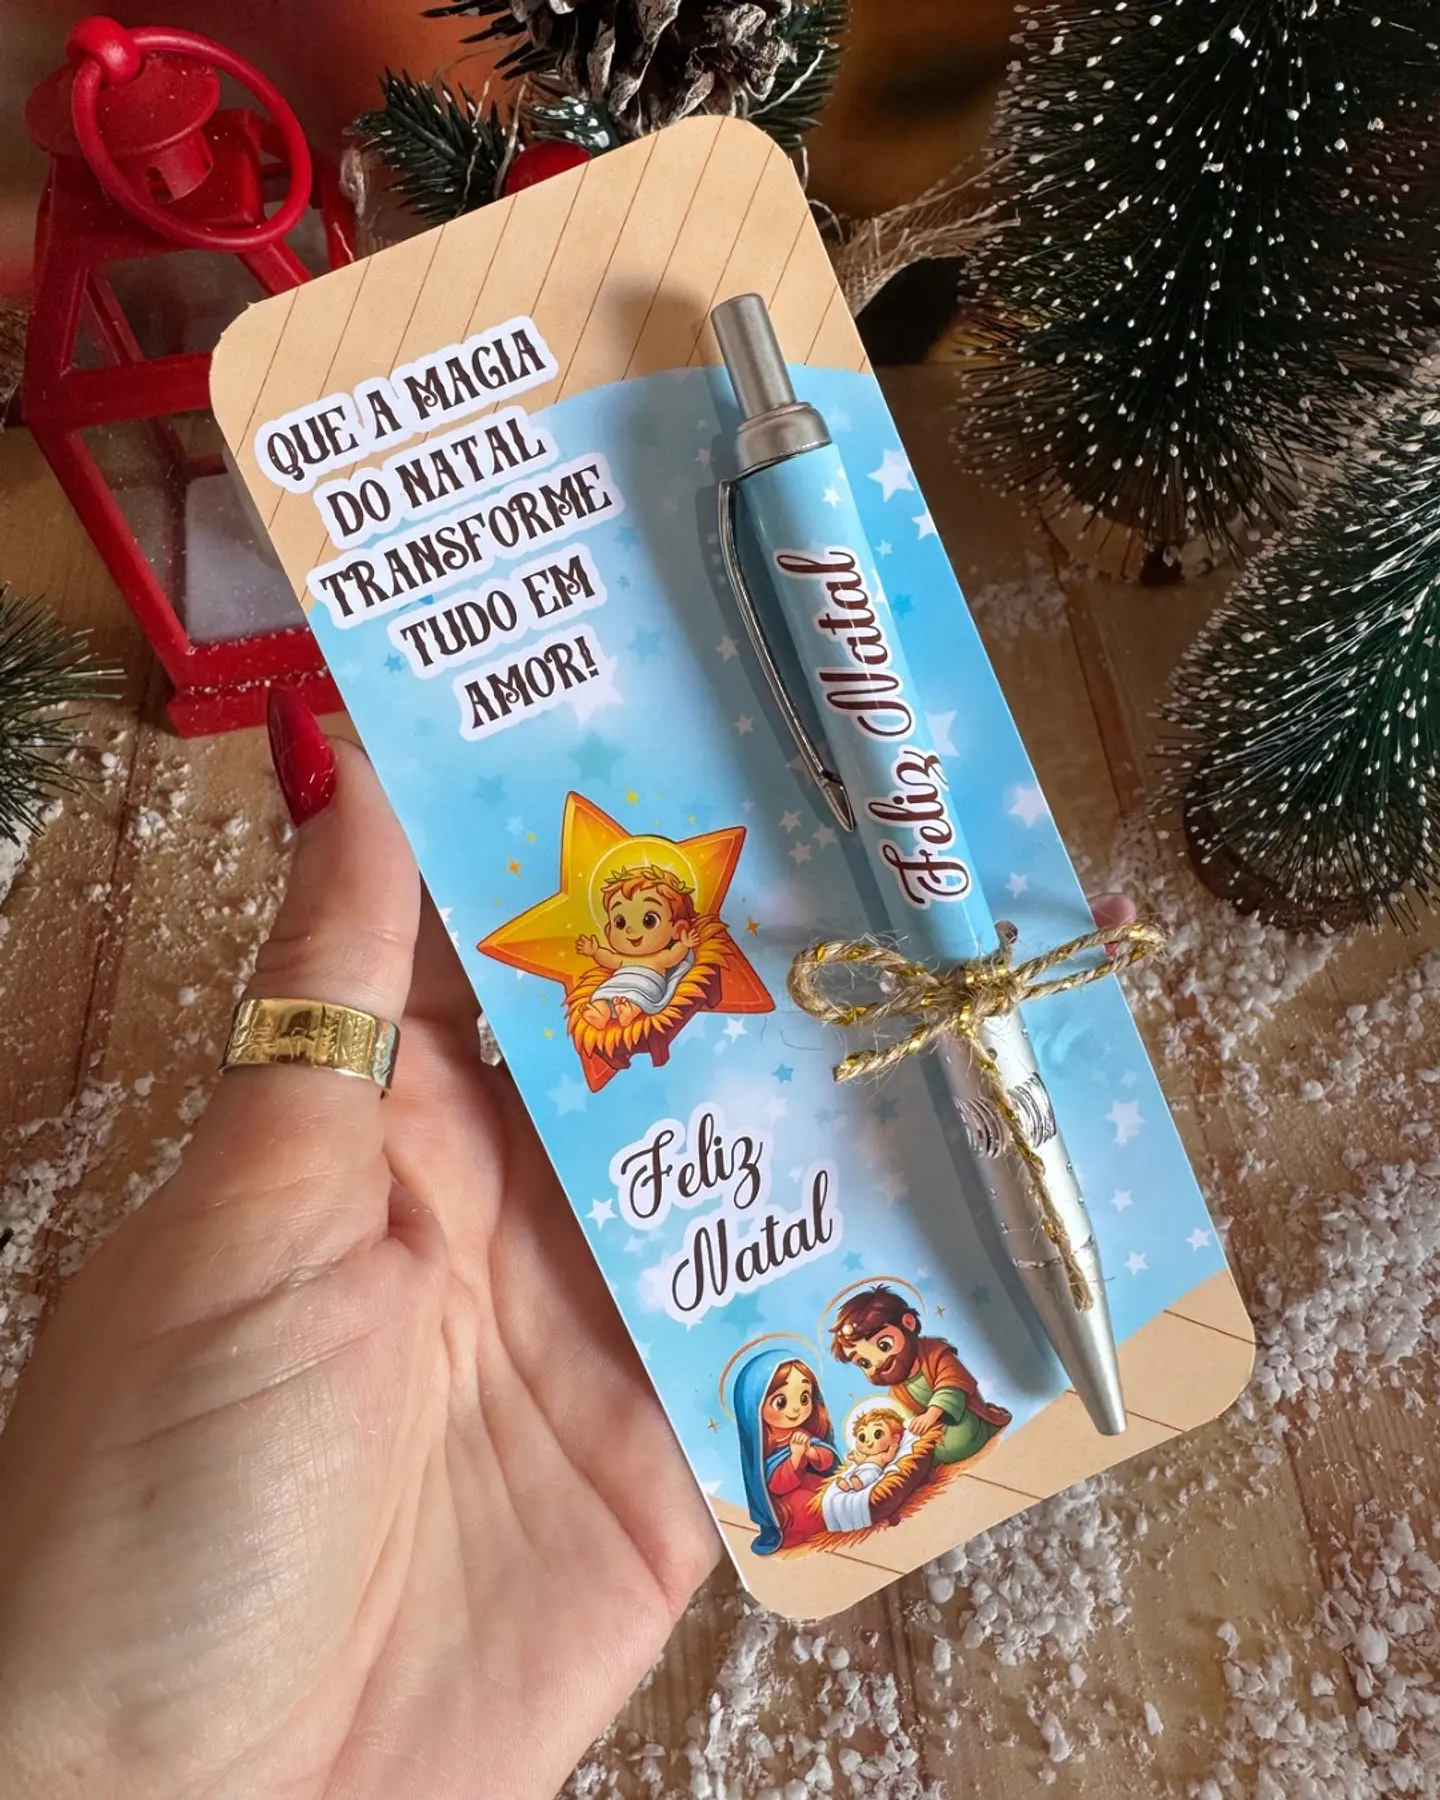 QUE A MAGIA
DO NATAL
TRANSFORME
TUDO EM
AMOR!
Feliz Natal
Feliz
Natal